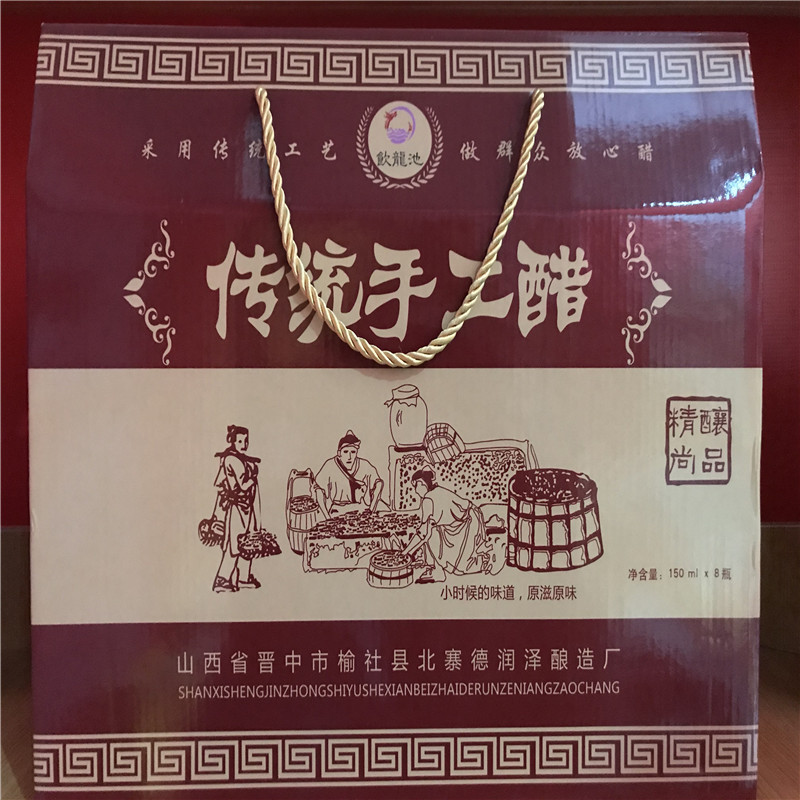 采用传统工艺
飲龍池
做群众放心醋
传统手工醋
精釀
尚品
净含量：150 ml x 8瓶
小时候的味道，原滋原味
山西省晋中市榆社县北寨德润泽酿造厂
SHANXISHENGJINZHONGSHIYUSHEXIANBEIZHAIDERUNZENIANGZAOCHANG